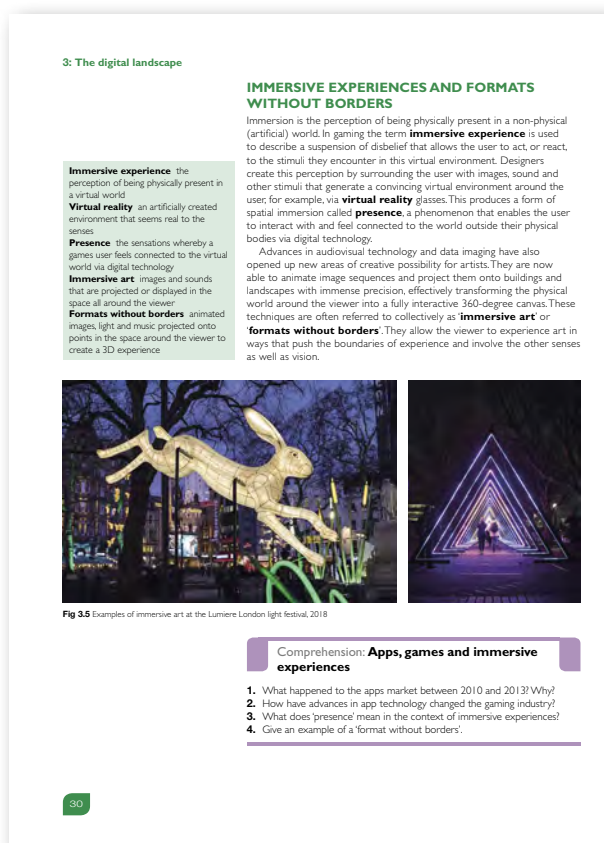 3: The digital landscape
IMMERSIVE EXPERIENCES AND FORMATS
WITHOUT BORDERS
Immersion is the perception of being physically present in a non-physical
(artificial) world. In gaming the term immersive experience is used
to describe a suspension of disbelief that allows the user to act, or react,
to the stimuli they encounter in this virtual environment. Designers
create this perception by surrounding the user with images, sound and
other stimuli that generate a convincing virtual environment around the
user, for example, via virtual reality glasses. This produces a form of
spatial immersion called presence, a phenomenon that enables the user
to interact with and feel connected to the world outside their physical
bodies via digital technology.
Advances in audiovisual technology and data imaging have also
opened up new areas of creative possibility for artists. They are now
able to animate image sequences and project them onto buildings and
landscapes with immense precision, effectively transforming the physical
world around the viewer into a fully interactive 360-degree canvas. These
techniques are often referred to collectively as 'immersive art' or
'formats without borders'. They allow the viewer to experience art in
ways that push the boundaries of experience and involve the other senses
as well as vision.
Immersive experience the
perception of being physically present in
a virtual world
Virtual reality an artificially created
environment that seems real to the
senses
Presence the sensations whereby a
games user feels connected to the virtual
world via digital technology
Immersive art images and sounds
that are projected or displayed in the
space all around the viewer
Formats without borders animated
images, light and music projected onto
points in the space around the viewer to
create a 3D experience
Fig 3.5 Examples of immersive art at the Lumiere London light festival, 2018
Comprehension: Apps, games and immersive
experiences
1. What happened to the apps market between 2010 and 2013? Why?
2. How have advances in app technology changed the gaming industry?
3. What does 'presence' mean in the context of immersive experiences?
4. Give an example of a 'format without borders'.
30